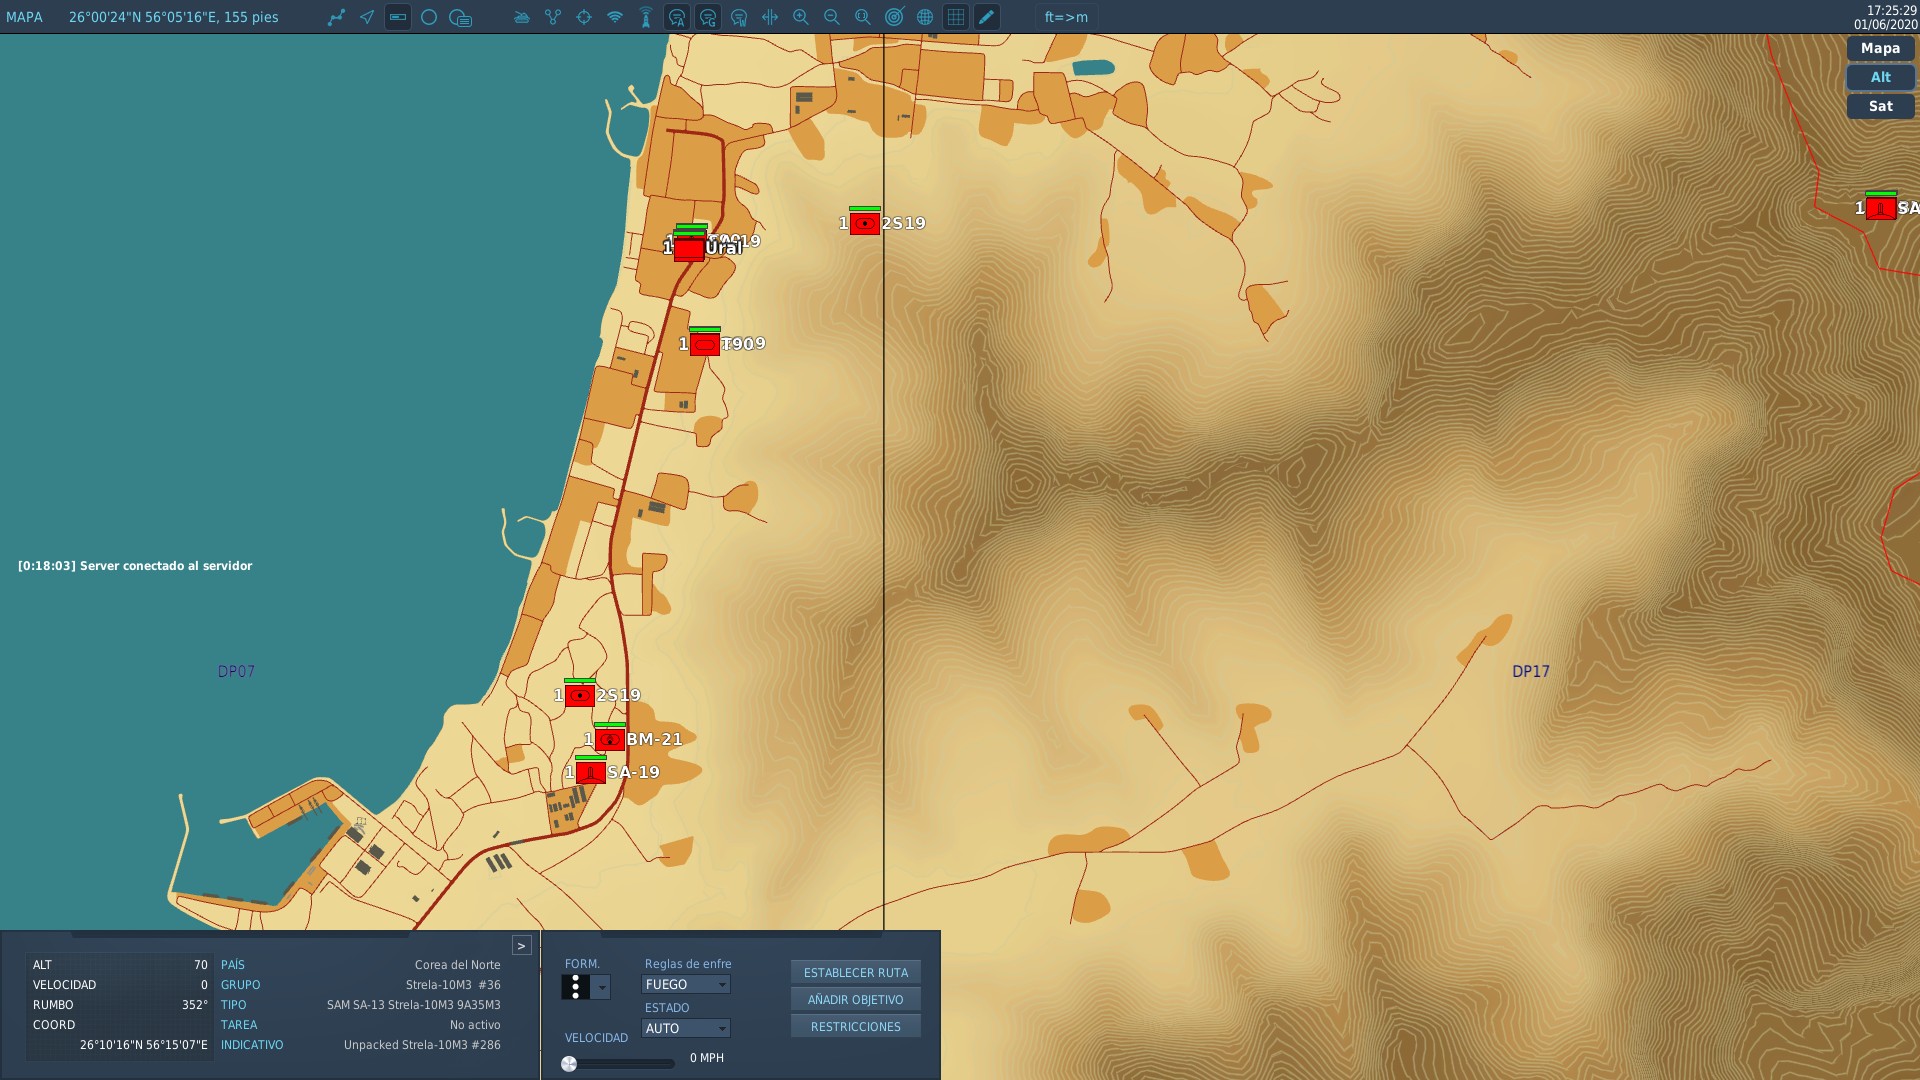 MAPA 26°00'24"N 56°05'16"E, 155 pies ft=>m 17:25:29
01/06/2020
Mapa
Alt
Sat
1 SA
1 2S19
1 Ural
1 T90
[0:18:03] Server conectado al servidor
DP07
DP17
1 2S19
1 BM-21
1 SA-19
>
ALT 70
VELOCIDAD 0
RUMBO 352°
COORD
26°10'16"N 56°15'07"E
PAÍS Corea del Norte
GRUPO Strela-10M3 #36
TIPO SAM SA-13 Strela-10M3 9A35M3
TAREA No activo
INDICATIVO Unpacked Strela-10M3 #286
FORM.
Reglas de enfre
FUEGO
ESTADO
AUTO
VELOCIDAD
0 MPH
ESTABLECER RUTA
AÑADIR OBJETIVO
RESTRICCIONES